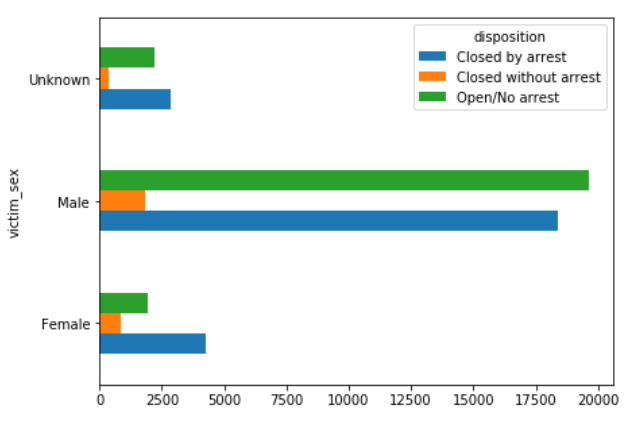 disposition
Closed by arrest
Closed without arrest
Open/No arrest
Unknown
Male
Female
victim_sex
0 2500 5000 7500 10000 12500 15000 17500 20000